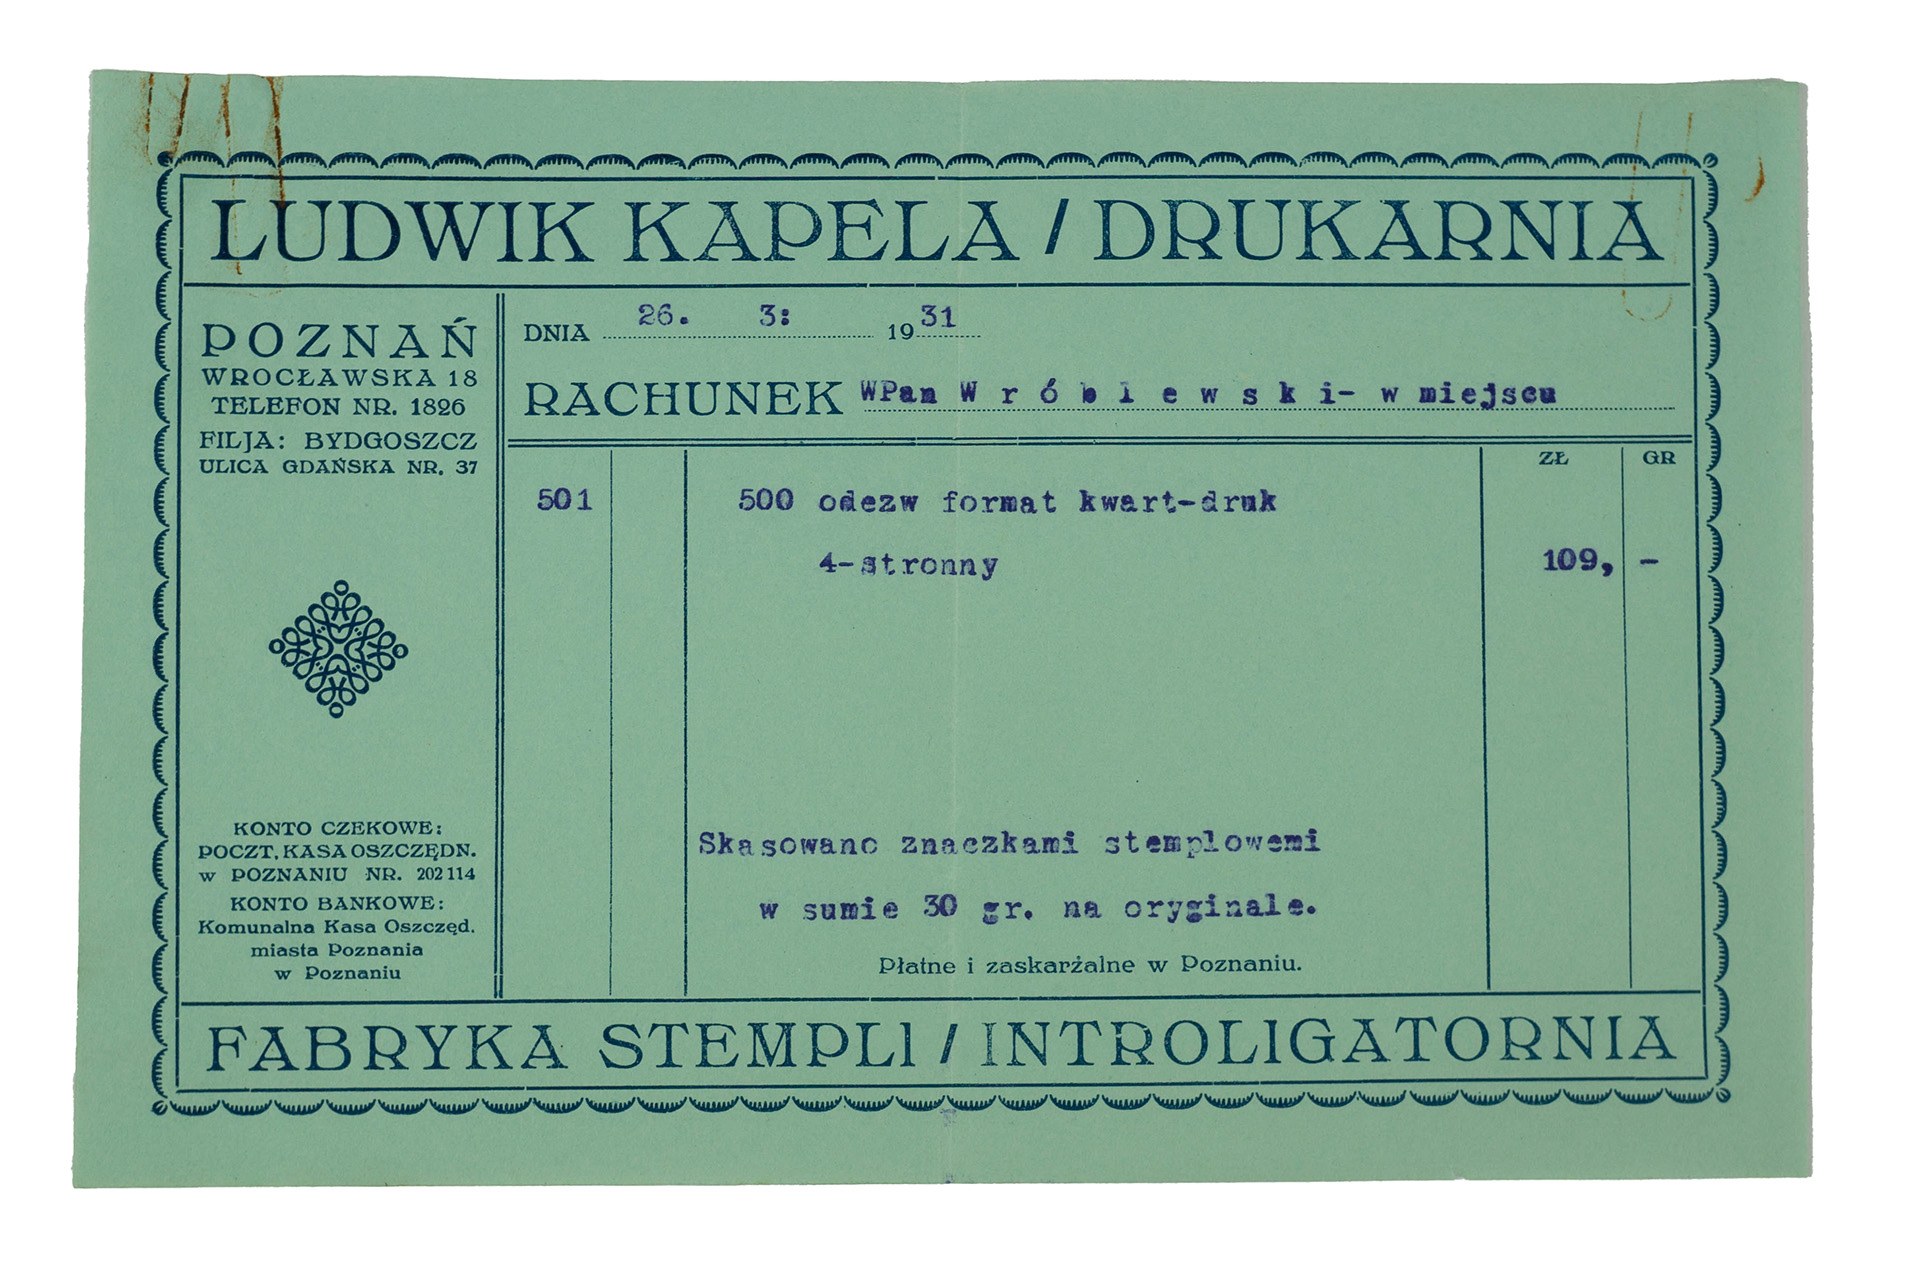 LUDWIK KAPELA / DRUKARNIA
POZNAŃ
WROCŁAWSKA 18
TELEFON NR. 1826
FILJA: BYDGOSZCZ
ULICA GDAŃSKA NR. 37
KONTO CZEKOWE:
POCZT. KASA OSZCZĘDN.
w POZNANIU NR. 202114
KONTO BANKOWE:
Komunalna Kasa Oszczęd.
miasta Poznania
w Poznaniu
DNIA 26. 3: 1931
RACHUNEK WPan W r ó b l e w s k i- w miejscu
ZŁ GR
501 500 odezw format kwart-druk
4-stronny 109, -
Skasowano znaczkami stemplowemi
w sumie 30 gr. na oryginale.
Płatne i zaskarżalne w Poznaniu.
FABRYKA STEMPLI / INTROLIGATORNIA